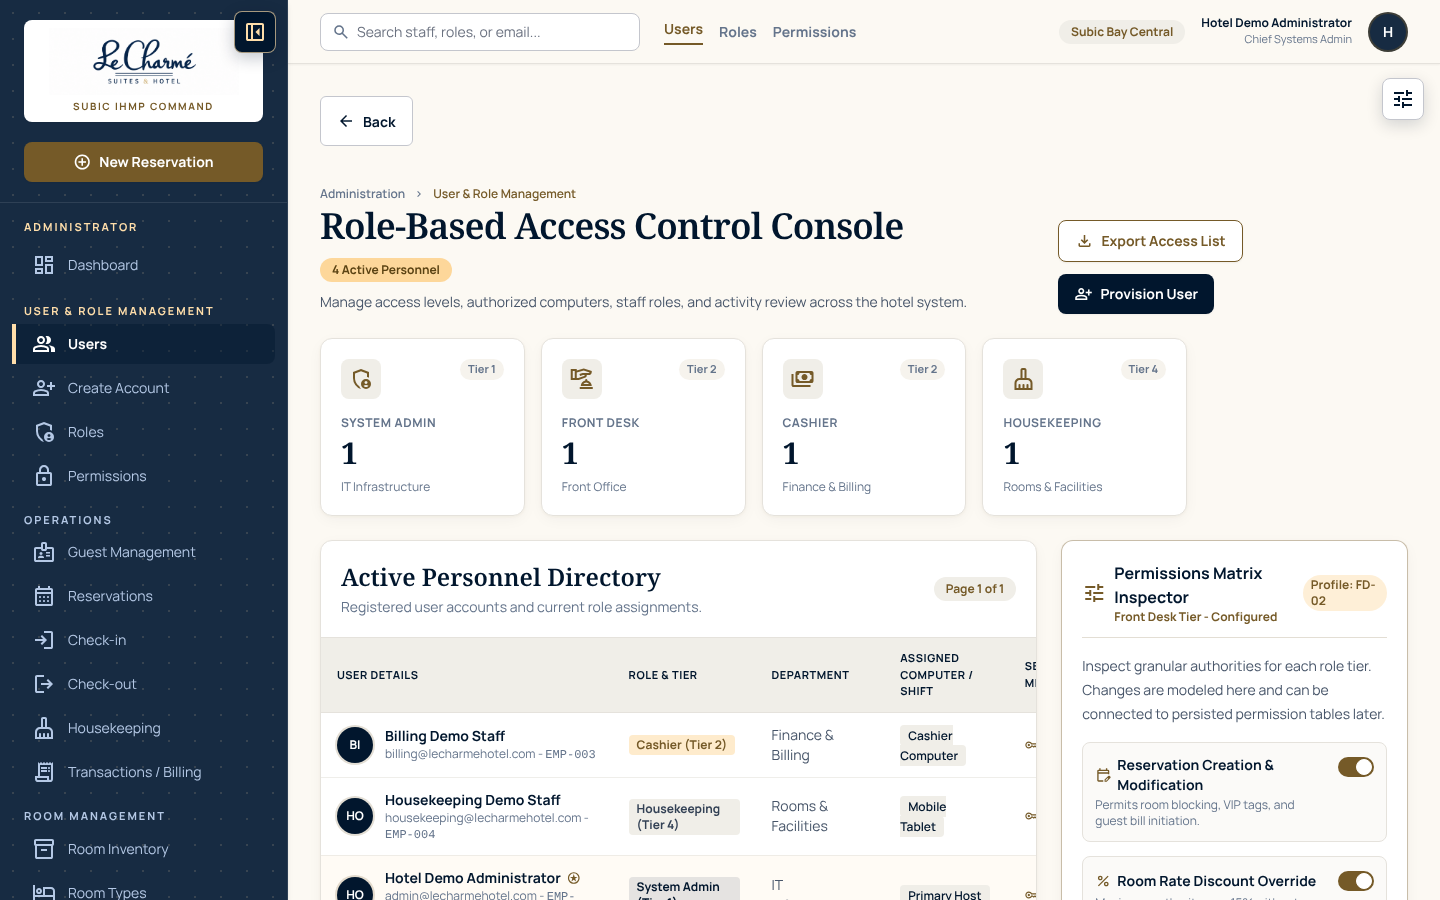 Le Charmé
SUITES & HOTEL
SUBIC IHMP COMMAND
New Reservation
ADMINISTRATOR
Dashboard
USER & ROLE MANAGEMENT
Users
Create Account
Roles
Permissions
OPERATIONS
Guest Management
Reservations
Check-in
Check-out
Housekeeping
Transactions / Billing
ROOM MANAGEMENT
Room Inventory
Room Types
Search staff, roles, or email...
Users
Roles
Permissions
Subic Bay Central
Hotel Demo Administrator
Chief Systems Admin
H
Back
Administration > User & Role Management
Role-Based Access Control Console
4 Active Personnel
Manage access levels, authorized computers, staff roles, and activity review across the hotel system.
Export Access List
Provision User
Tier 1
SYSTEM ADMIN
1
IT Infrastructure
Tier 2
FRONT DESK
1
Front Office
Tier 2
CASHIER
1
Finance & Billing
Tier 4
HOUSEKEEPING
1
Rooms & Facilities
Active Personnel Directory
Registered user accounts and current role assignments.
Page 1 of 1
USER DETAILS
ROLE & TIER
DEPARTMENT
ASSIGNED
COMPUTER /
SHIFT
BI
Billing Demo Staff
billing@lecharmehotel.com - EMP-003
Cashier (Tier 2)
Finance &
Billing
Cashier
Computer
HO
Housekeeping Demo Staff
housekeeping@lecharmehotel.com -
EMP-004
Housekeeping
(Tier 4)
Rooms &
Facilities
Mobile
Tablet
HO
Hotel Demo Administrator
admin@lecharmehotel.com - EMP-
System Admin
IT
Primary Host
Permissions Matrix
Inspector
Front Desk Tier - Configured
Profile: FD-
02
Inspect granular authorities for each role tier.
Changes are modeled here and can be
connected to persisted permission tables later.
Reservation Creation &
Modification
Permits room blocking, VIP tags, and
guest bill initiation.
Room Rate Discount Override